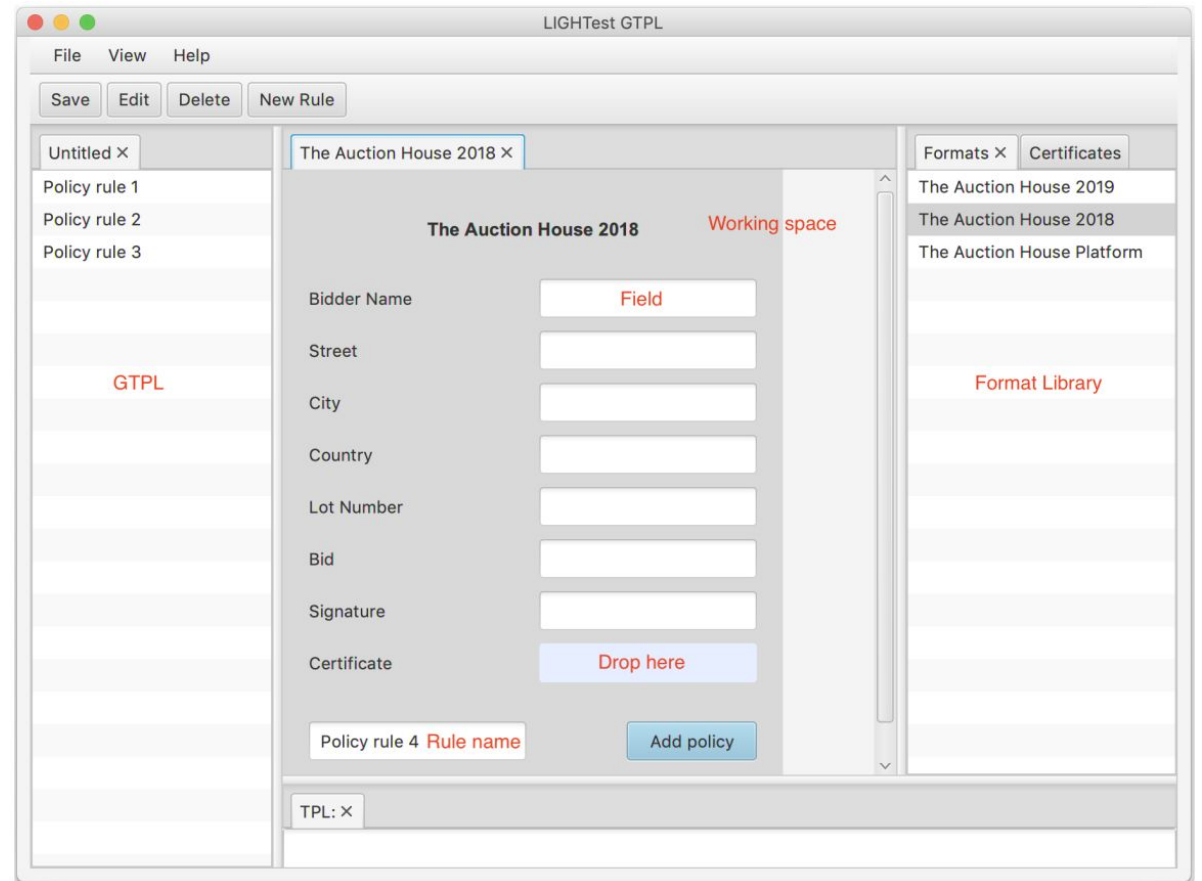 LIGHTest GTPL
File View Help
Save Edit Delete New Rule
Untitled ×
Policy rule 1
Policy rule 2
Policy rule 3
GTPL
The Auction House 2018 ×
The Auction House 2018
Working space
Bidder Name Field
Street
City
Country
Lot Number
Bid
Signature
Certificate Drop here
Policy rule 4 Rule name Add policy
TPL: ×
Formats × Certificates
The Auction House 2019
The Auction House 2018
The Auction House Platform
Format Library